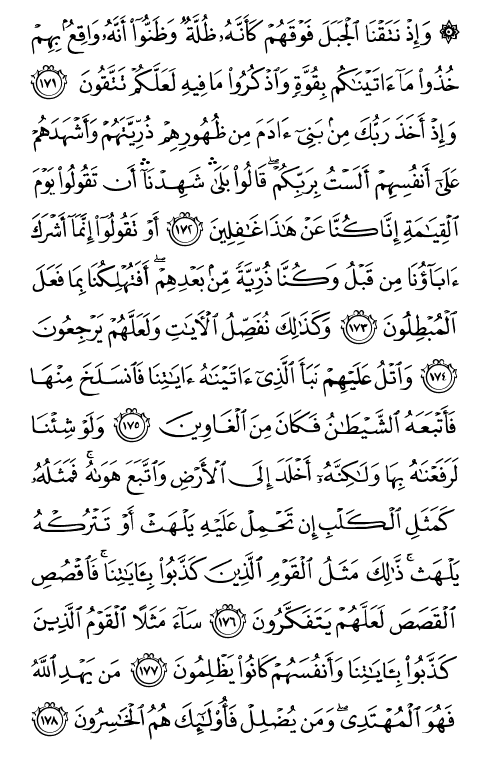 ۞ وَإِذْ نَتَقْنَا ٱلْجَبَلَ فَوْقَهُمْ كَأَنَّهُۥ ظُلَّةٌ وَظَنُّوٓا۟ أَنَّهُۥ وَاقِعٌۢ بِهِمْ
خُذُوا۟ مَآ ءَاتَيْنَـٰكُم بِقُوَّةٍ وَٱذْكُرُوا۟ مَا فِيهِ لَعَلَّكُمْ تَتَّقُونَ ١٧١
وَإِذْ أَخَذَ رَبُّكَ مِنۢ بَنِىٓ ءَادَمَ مِن ظُهُورِهِمْ ذُرِّيَّتَهُمْ وَأَشْهَدَهُمْ
عَلَىٰٓ أَنفُسِهِمْ أَلَسْتُ بِرَبِّكُمْ ۖ قَالُوا۟ بَلَىٰ ۛ شَهِدْنَآ ۛ أَن تَقُولُوا۟ يَوْمَ
ٱلْقِيَـٰمَةِ إِنَّا كُنَّا عَنْ هَـٰذَا غَـٰفِلِينَ ١٧٢ أَوْ تَقُولُوٓا۟ إِنَّمَآ أَشْرَكَ
ءَابَآؤُنَا مِن قَبْلُ وَكُنَّا ذُرِّيَّةً مِّنۢ بَعْدِهِمْ ۖ أَفَتُهْلِكُنَا بِمَا فَعَلَ
ٱلْمُبْطِلُونَ ١٧٣ وَكَذَٰلِكَ نُفَصِّلُ ٱلْـَٔايَـٰتِ وَلَعَلَّهُمْ يَرْجِعُونَ
١٧٤ وَٱتْلُ عَلَيْهِمْ نَبَأَ ٱلَّذِىٓ ءَاتَيْنَـٰهُ ءَايَـٰتِنَا فَٱنسَلَخَ مِنْهَا
فَأَتْبَعَهُ ٱلشَّيْطَـٰنُ فَكَانَ مِنَ ٱلْغَاوِينَ ١٧٥ وَلَوْ شِئْنَا
لَرَفَعْنَـٰهُ بِهَا وَلَـٰكِنَّهُۥٓ أَخْلَدَ إِلَى ٱلْأَرْضِ وَٱتَّبَعَ هَوَىٰهُ ۚ فَمَثَلُهُۥ
كَمَثَلِ ٱلْكَلْبِ إِن تَحْمِلْ عَلَيْهِ يَلْهَثْ أَوْ تَتْرُكْهُ
يَلْهَث ۚ ذَّٰلِكَ مَثَلُ ٱلْقَوْمِ ٱلَّذِينَ كَذَّبُوا۟ بِـَٔايَـٰتِنَا ۚ فَٱقْصُصِ
ٱلْقَصَصَ لَعَلَّهُمْ يَتَفَكَّرُونَ ١٧٦ سَآءَ مَثَلًا ٱلْقَوْمُ ٱلَّذِينَ
كَذَّبُوا۟ بِـَٔايَـٰتِنَا وَأَنفُسَهُمْ كَانُوا۟ يَظْلِمُونَ ١٧٧ مَن يَهْدِ ٱللَّهُ
فَهُوَ ٱلْمُهْتَدِى ۖ وَمَن يُضْلِلْ فَأُو۟لَـٰٓئِكَ هُمُ ٱلْخَـٰسِرُونَ ١٧٨